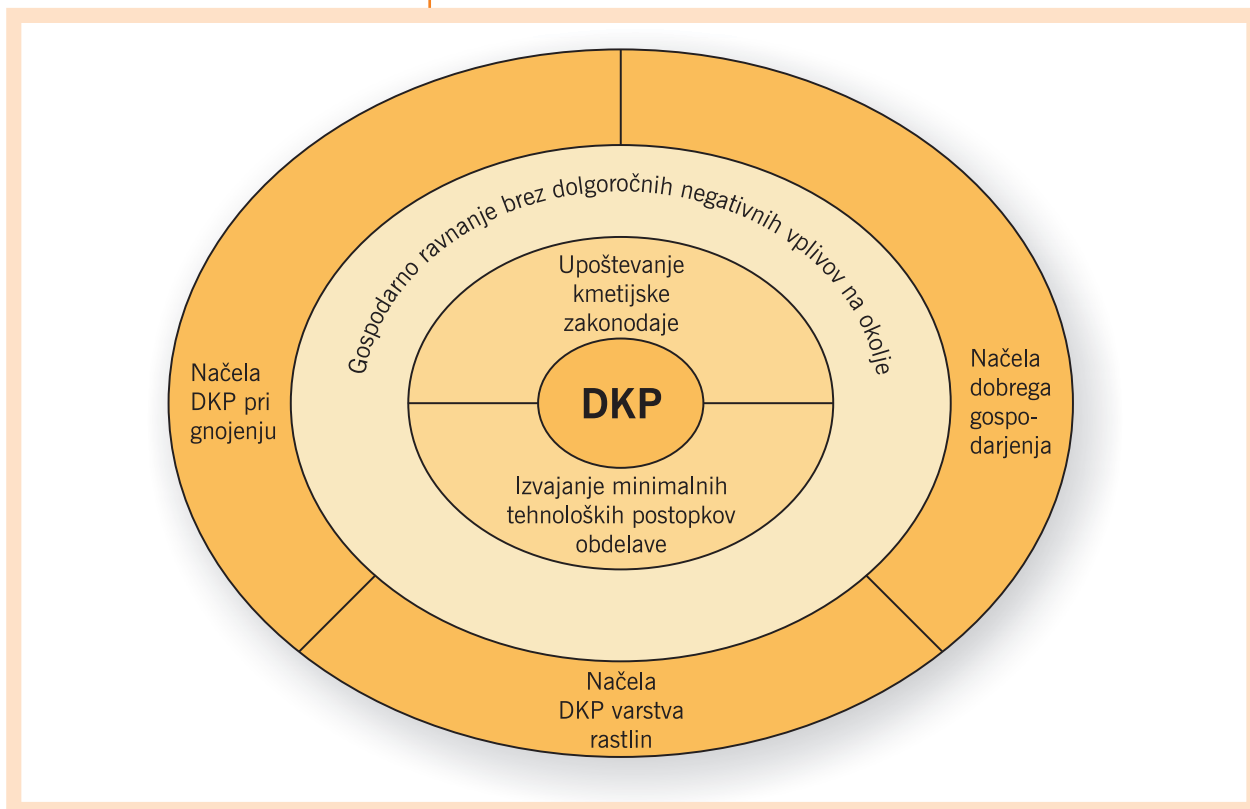 Gospodarno ravnanje brez dolgoročnih negativnih vplivov na okolje
Upoštevanje
kmetijske
zakonodaje
DKP
Izvajanje minimalnih
tehnoloških postopkov
obdelave
Načela
DKP pri
gnojenju
Načela
dobrega
gospo-
darjenja
Načela
DKP varstva
rastlin